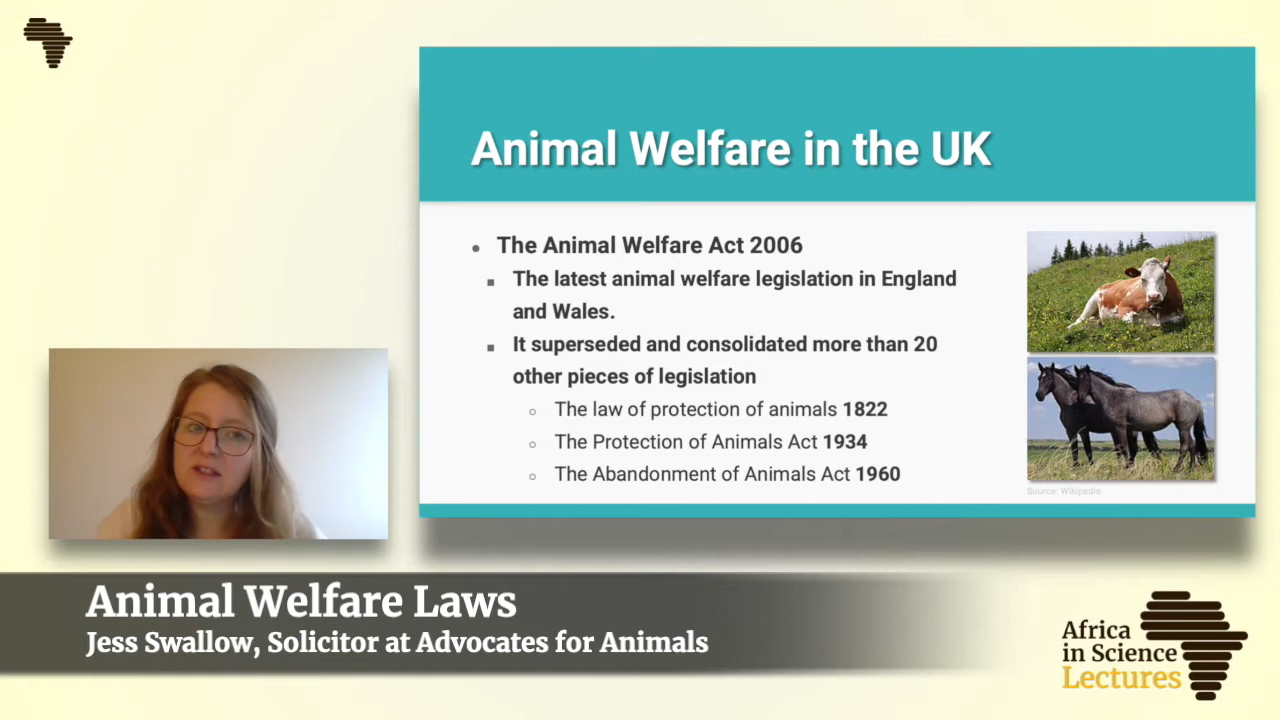 Animal Welfare in the UK
• The Animal Welfare Act 2006
▪ The latest animal welfare legislation in England
and Wales.
▪ It superseded and consolidated more than 20
other pieces of legislation
○ The law of protection of animals 1822
○ The Protection of Animals Act 1934
○ The Abandonment of Animals Act 1960
Source: Wikipedia
Animal Welfare Laws
Jess Swallow, Solicitor at Advocates for Animals
Africa
in Science
Lectures